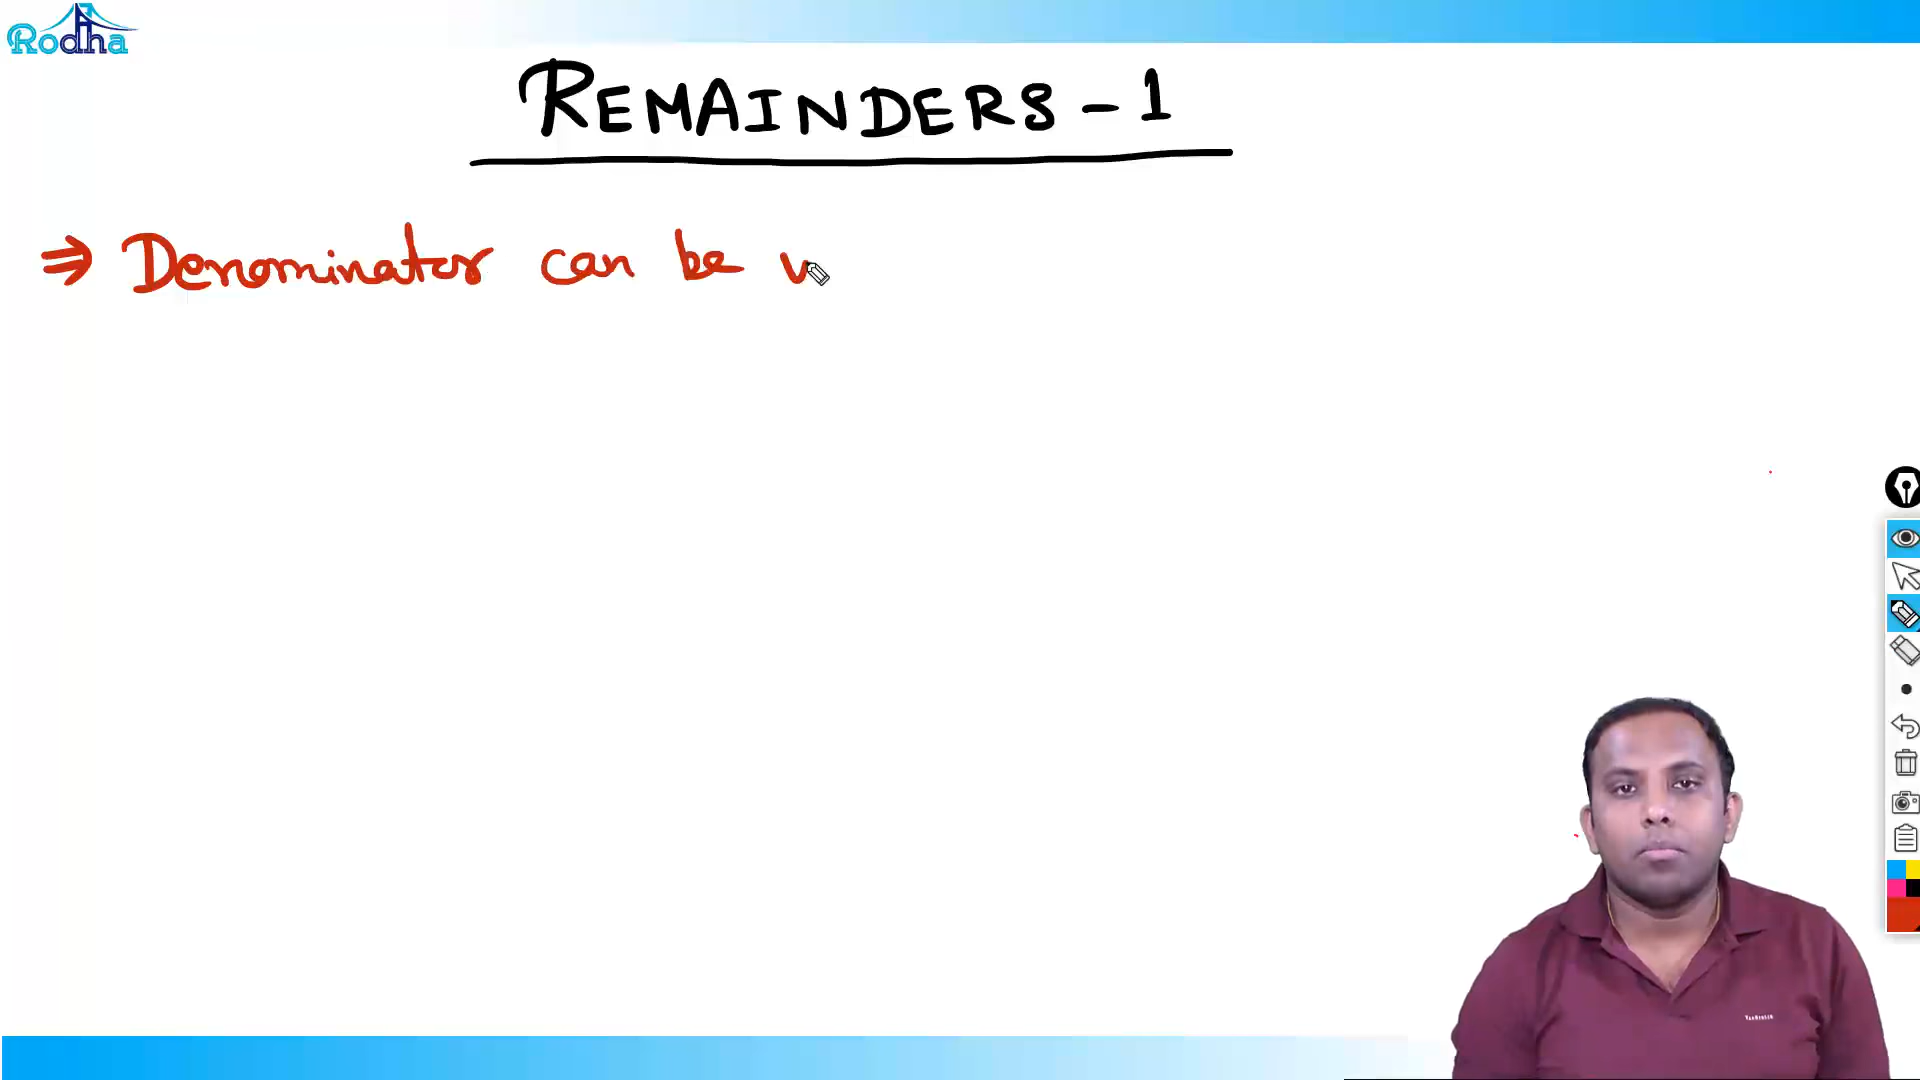 Rodha
REMAINDERS - 1
⇒ Denominator can be